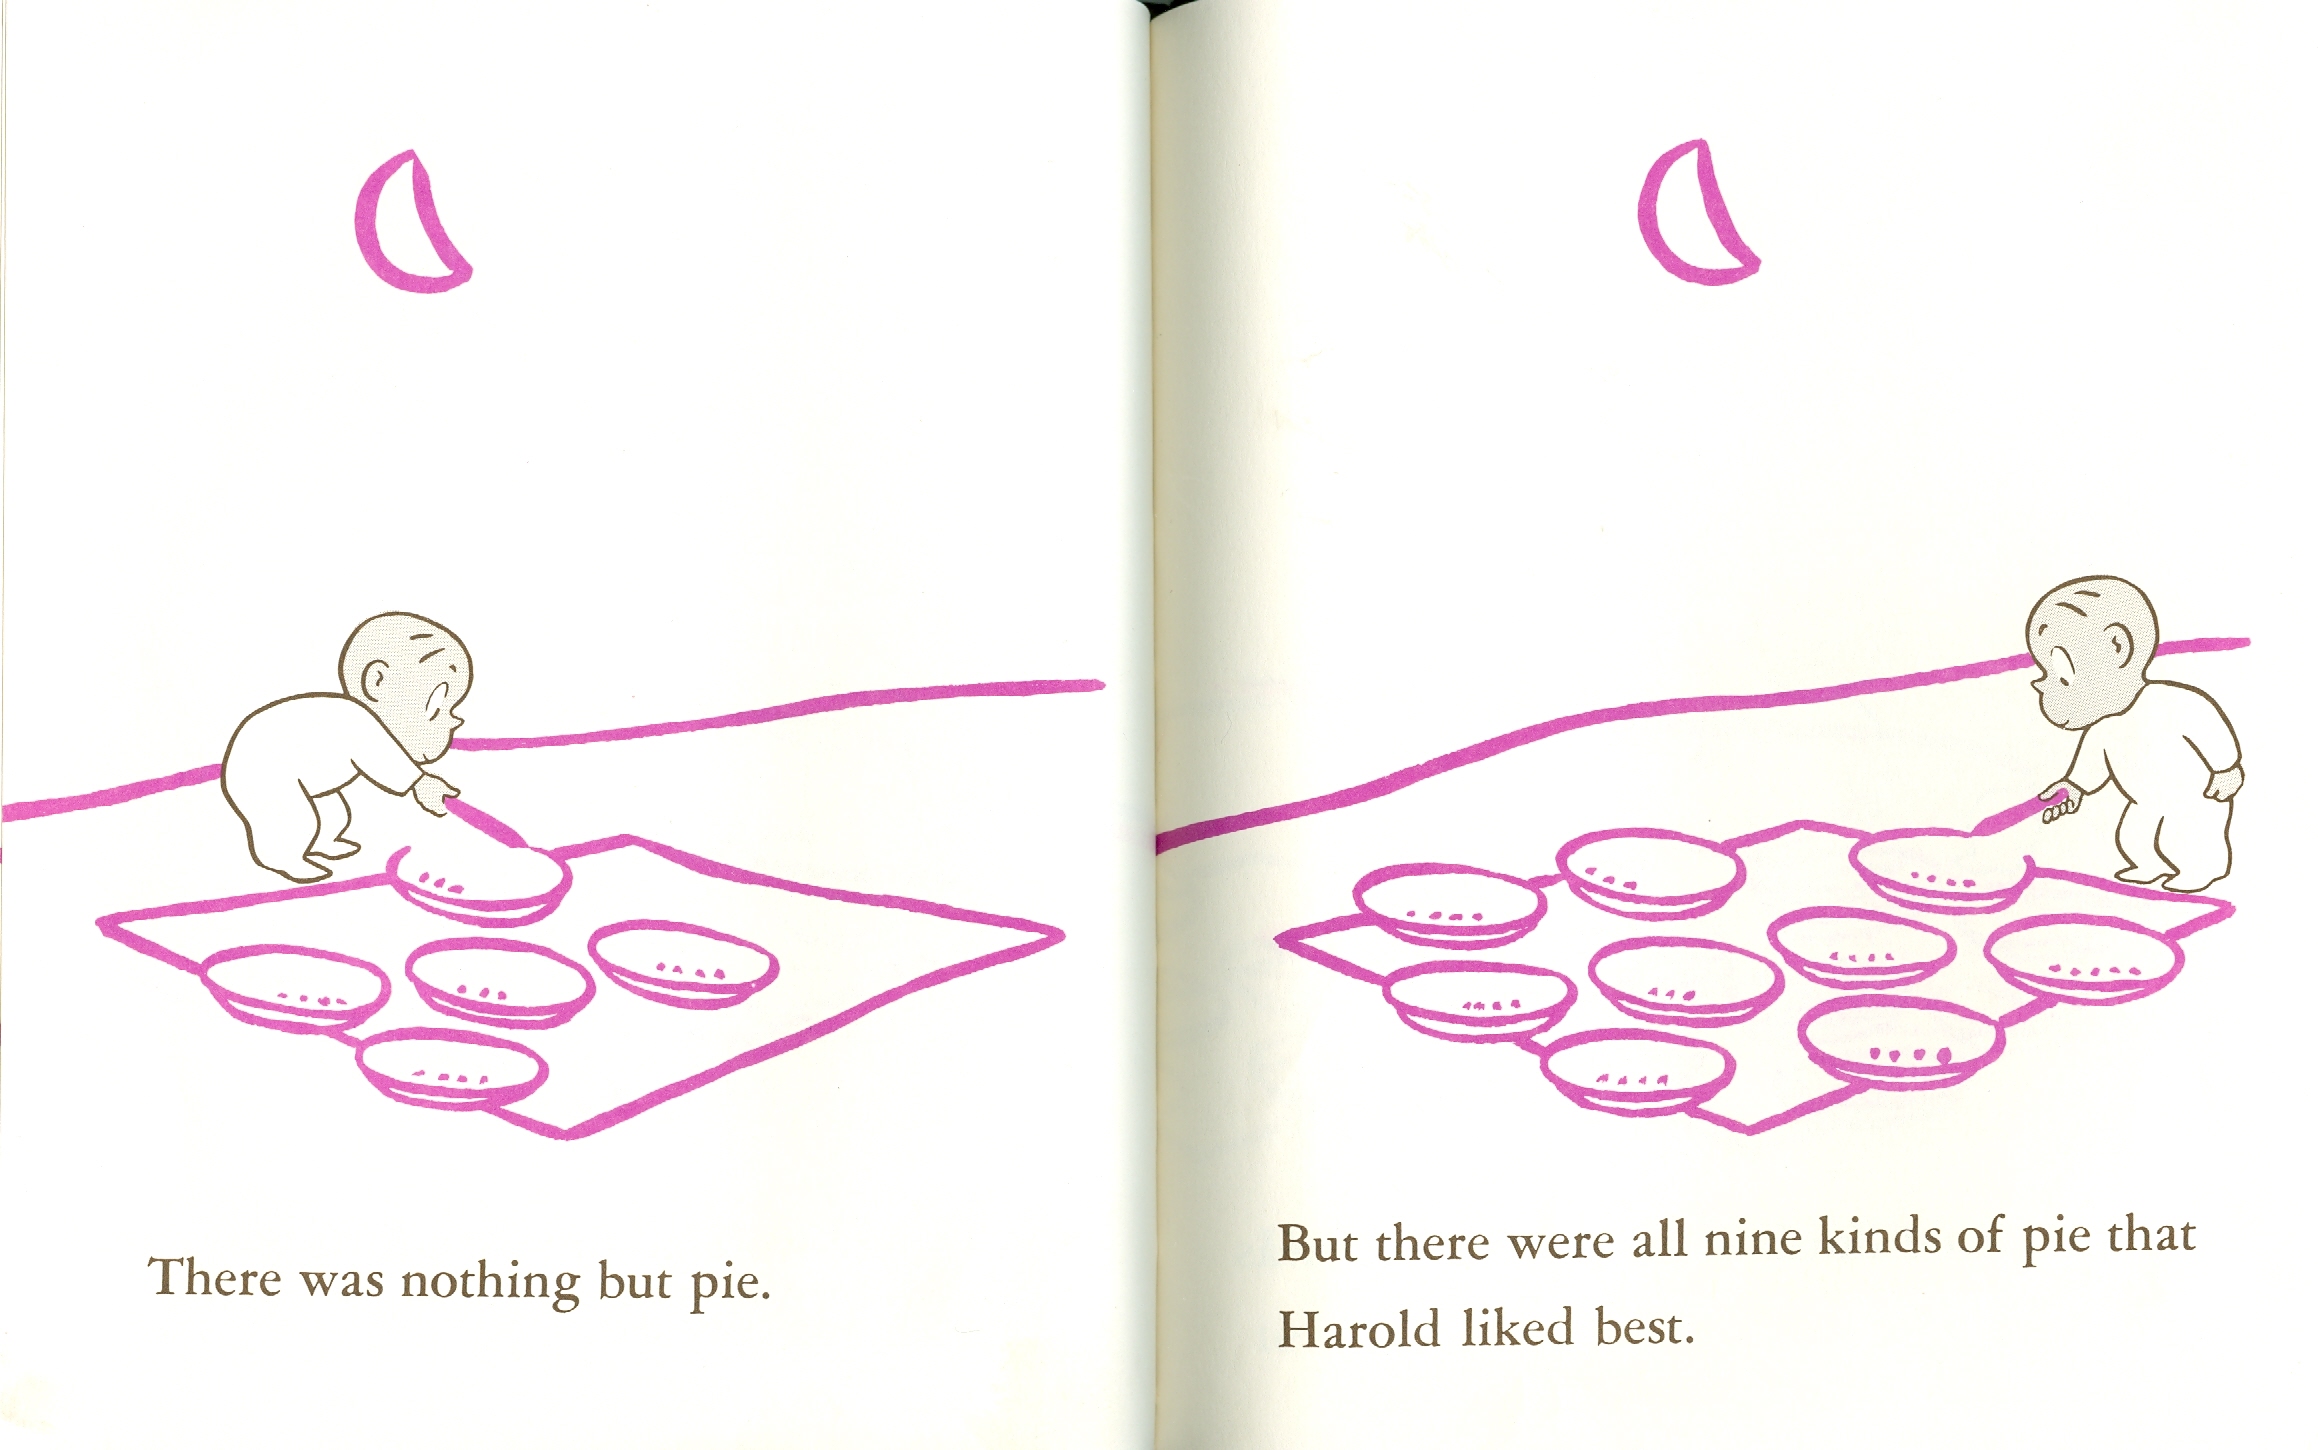 There was nothing but pie.
But there were all nine kinds of pie that
Harold liked best.